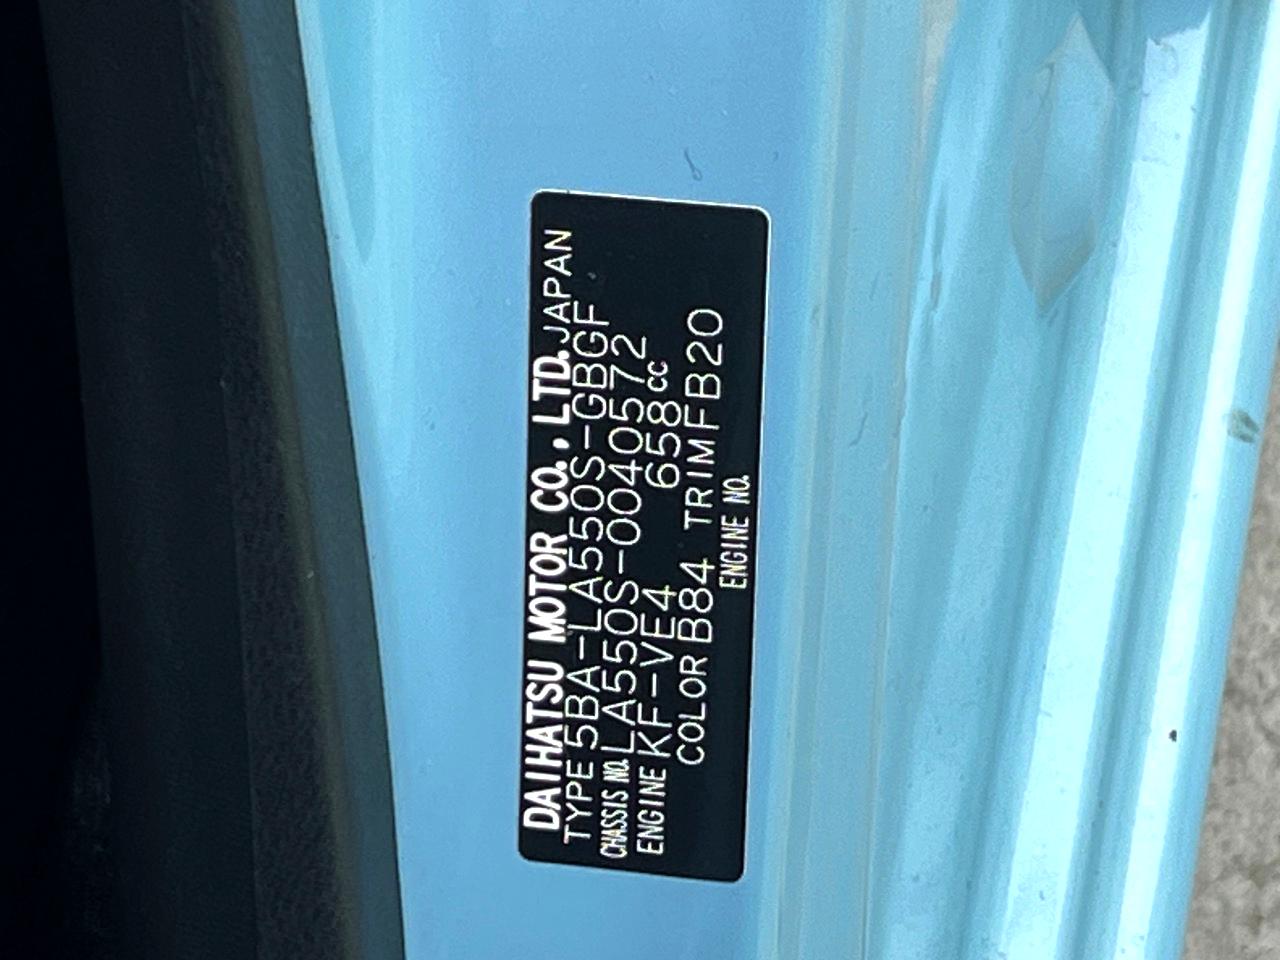 DAIHATSU MOTOR CO., LTD. JAPAN
TYPE 5BA-LA550S-GBGF
CHASSIS NO. LA550S-0040572
ENGINE KF-VE4 658cc
COLOR B84 TRIM FB20
ENGINE NO.